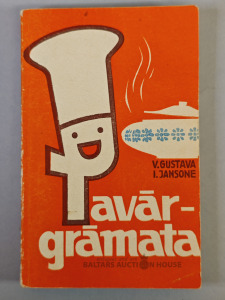 V. GUSTAVA
I. JANSONE
Pavār-
grāmata
BALTARS AUCTION HOUSE